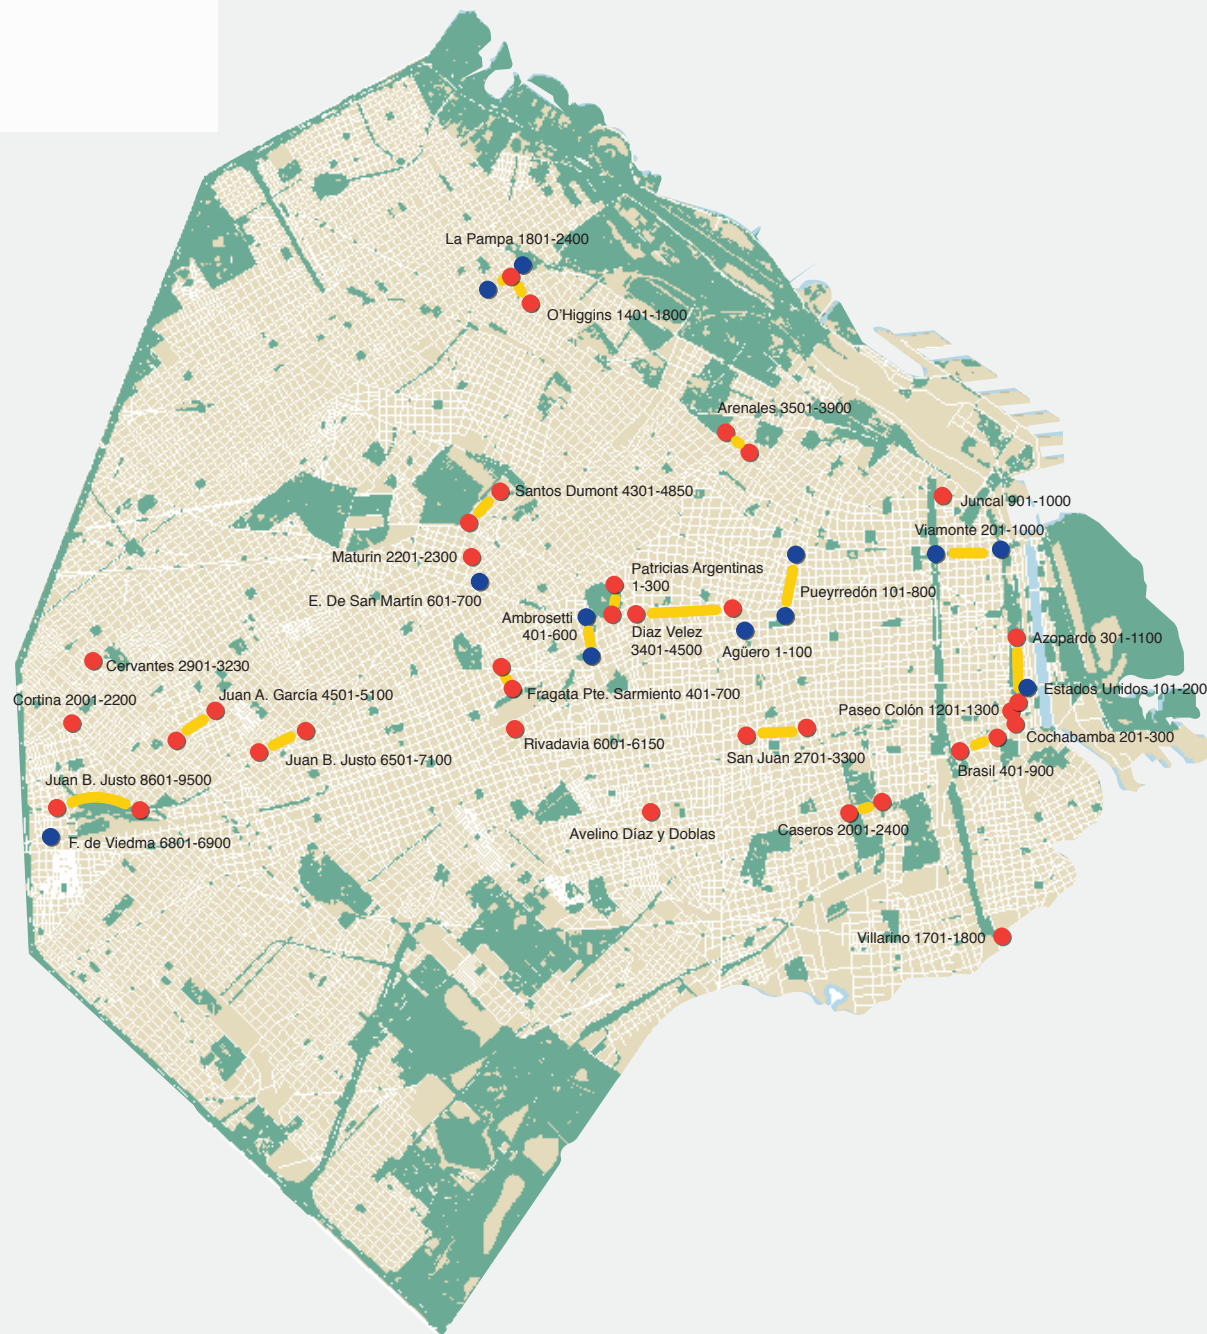 La Pampa 1801-2400
O'Higgins 1401-1800
Arenales 3501-3900
Santos Dumont 4301-4850
Juncal 901-1000
Viamonte 201-1000
Maturin 2201-2300
Patricias Argentinas
1-300
E. De San Martín 601-700
Pueyrredón 101-800
Ambrosetti
401-600
Diaz Velez
3401-4500
Agüero 1-100
Azopardo 301-1100
Cervantes 2901-3230
Estados Unidos 101-200
Cortina 2001-2200
Juan A. García 4501-5100
Fragata Pte. Sarmiento 401-700
Paseo Colón 1201-1300
Cochabamba 201-300
Rivadavia 6001-6150
San Juan 2701-3300
Juan B. Justo 6501-7100
Brasil 401-900
Juan B. Justo 8601-9500
Avelino Díaz y Doblas
Caseros 2001-2400
F. de Viedma 6801-6900
Villarino 1701-1800